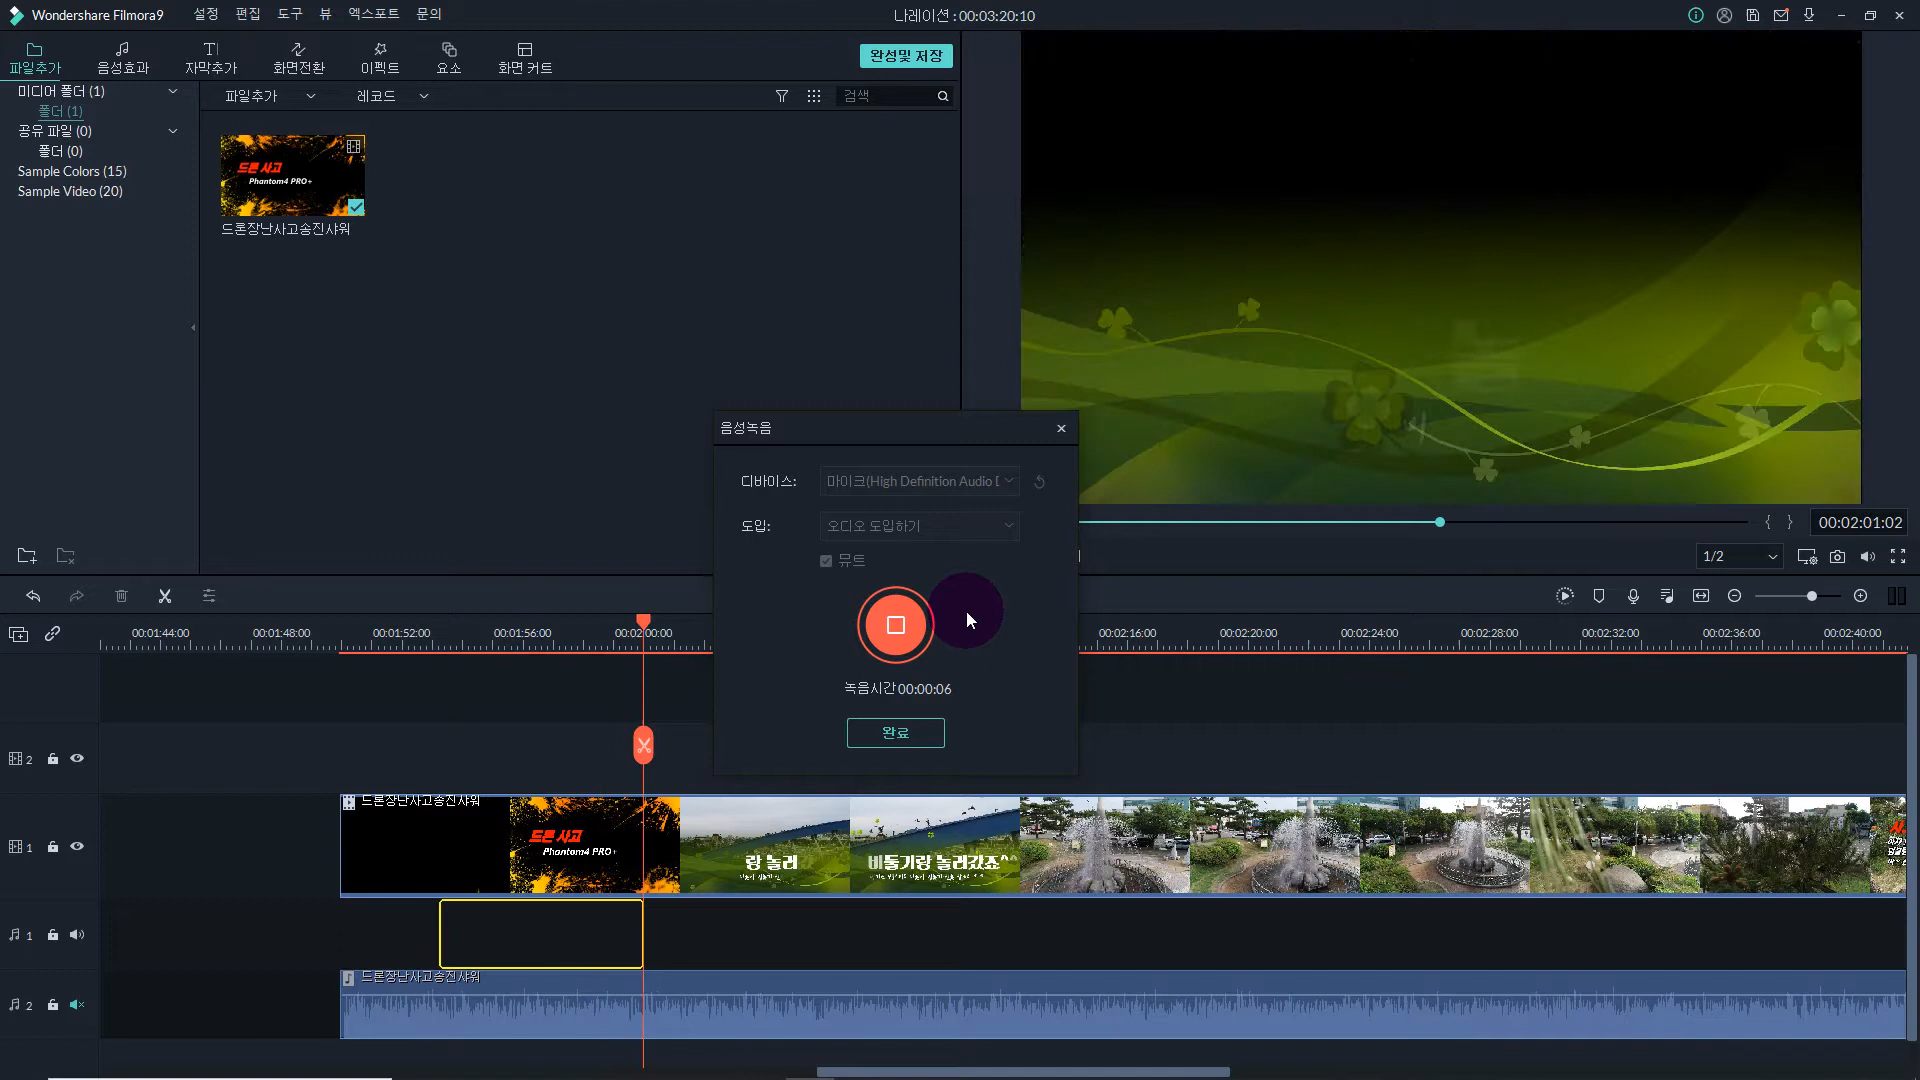 Wondershare Filmora9
설정 편집 도구 뷰 엑스포트 문의
나레이션 : 00:03:20:10
파일추가 음성효과 자막추가 화면전환 이펙트 요소 화면 커트
완성및 저장
미디어 폴더 (1)
폴더 (1)
공유 파일 (0)
폴더 (0)
Sample Colors (15)
Sample Video (20)
파일추가 레코드 검색
드론 사고
Phantom4 PRO+
드론장난사고송진샤워
음성녹음
디바이스: 마이크(High Definition Audio
도입: 오디오 도입하기
뮤트
녹음시간00:00:06
완료
00:02:01:02
1/2
00:01:44:00 00:01:48:00 00:01:52:00 00:01:56:00 00:02:00:00 00:02:16:00 00:02:20:00 00:02:24:00 00:02:28:00 00:02:32:00 00:02:36:00 00:02:40:00
2
1
드론장난사고송진샤워
드론 사고
Phantom4 PRO+
랑 놀러
비둘기랑 놀러갔죠^^
1
2
드론장난사고송진샤워